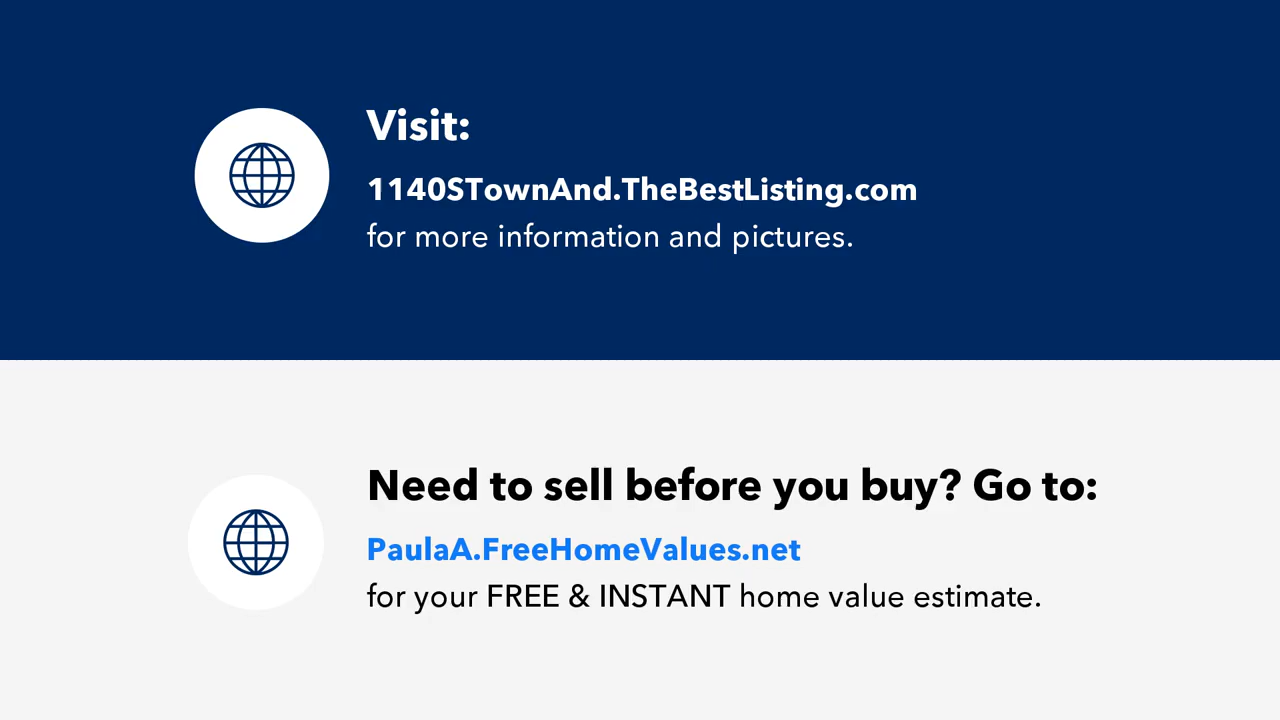 Visit:
1140STownAnd.TheBestListing.com
for more information and pictures.
Need to sell before you buy? Go to:
PaulaA.FreeHomeValues.net
for your FREE & INSTANT home value estimate.